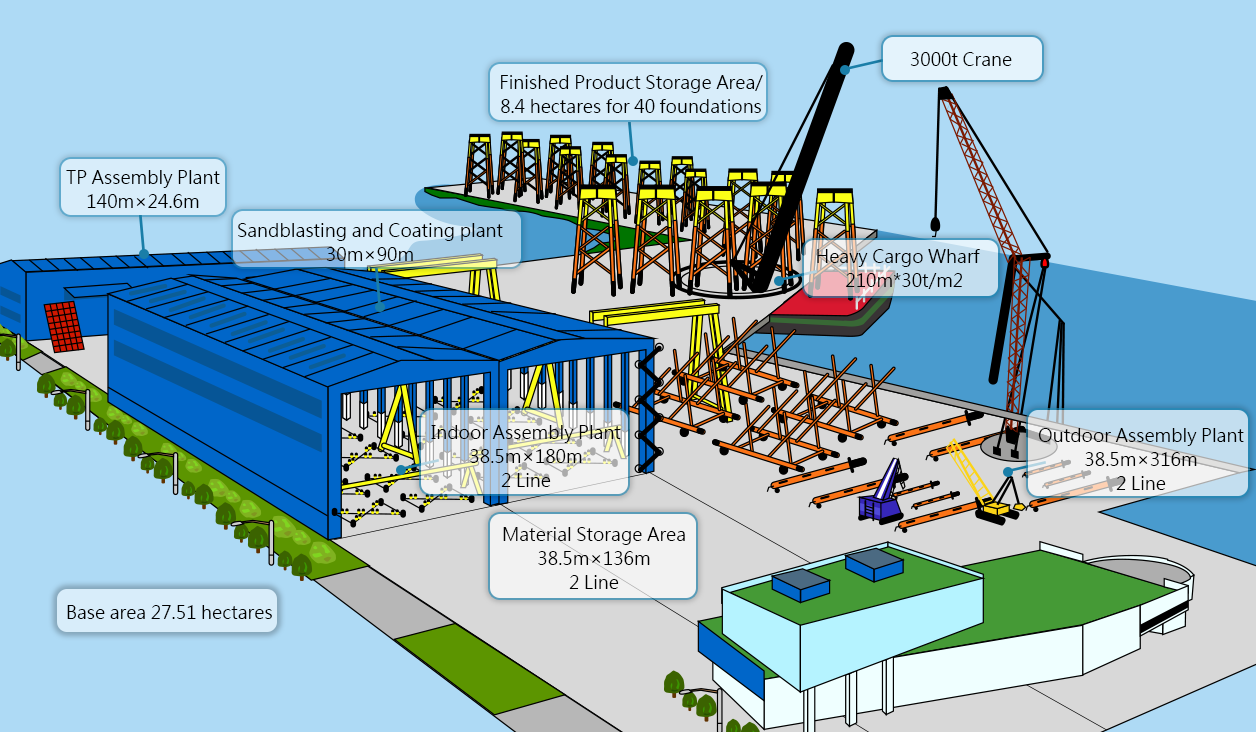 3000t Crane
Finished Product Storage Area/
8.4 hectares for 40 foundations
TP Assembly Plant
140m×24.6m
Sandblasting and Coating plant
30m×90m
Heavy Cargo Wharf
210m*30t/m2
Indoor Assembly Plant
38.5m×180m
2 Line
Outdoor Assembly Plant
38.5m×316m
2 Line
Material Storage Area
38.5m×136m
2 Line
Base area 27.51 hectares